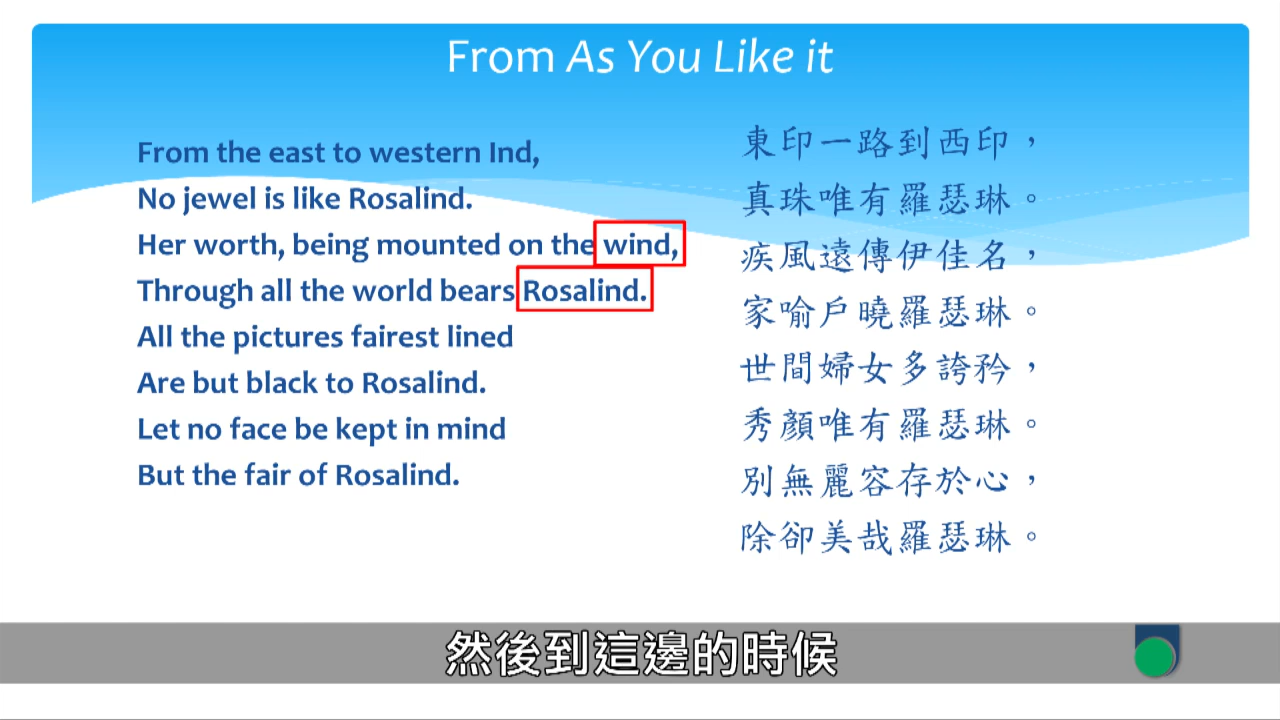 From As You Like it
From the east to western Ind,
No jewel is like Rosalind.
Her worth, being mounted on the wind,
Through all the world bears Rosalind.
All the pictures fairest lined
Are but black to Rosalind.
Let no face be kept in mind
But the fair of Rosalind.
東印一路到西印，
真珠唯有羅瑟琳。
疾風遠傳伊佳名，
家喻戶曉羅瑟琳。
世間婦女多誇矜，
秀顏唯有羅瑟琳。
別無麗容存於心，
除卻美哉羅瑟琳。
然後到這邊的時候